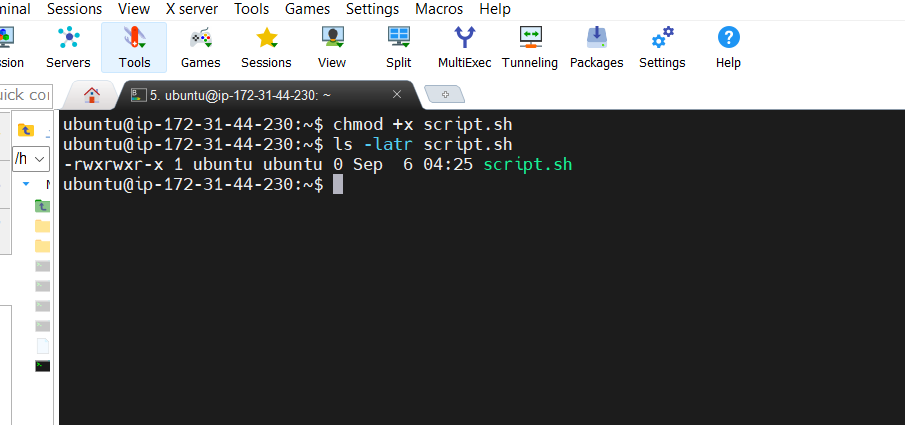 minal Sessions View X server Tools Games Settings Macros Help
ssion Servers Tools Games Sessions View Split MultiExec Tunneling Packages Settings Help
uick co
5. ubuntu@ip-172-31-44-230: ~
/h
ubuntu@ip-172-31-44-230:~$ chmod +x script.sh
ubuntu@ip-172-31-44-230:~$ ls -latr script.sh
-rwxrwxr-x 1 ubuntu ubuntu 0 Sep  6 04:25 script.sh
ubuntu@ip-172-31-44-230:~$